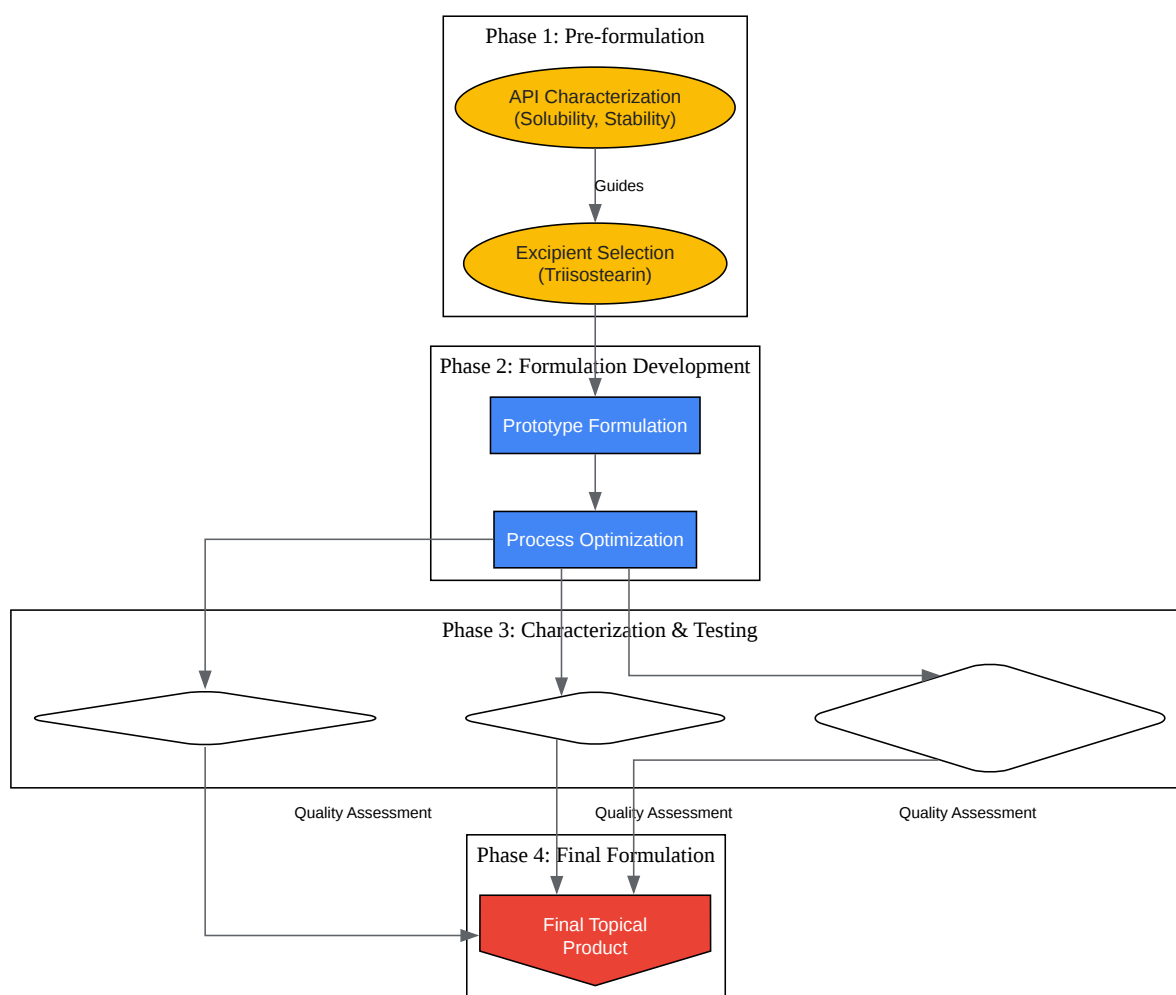 Phase 1: Pre-formulation
API Characterization
(Solubility, Stability)
Guides
Excipient Selection
(Triisostearin)
Phase 2: Formulation Development
Prototype Formulation
Process Optimization
Phase 3: Characterization & Testing
Quality Assessment
Quality Assessment
Quality Assessment
Phase 4: Final Formulation
Final Topical
Product